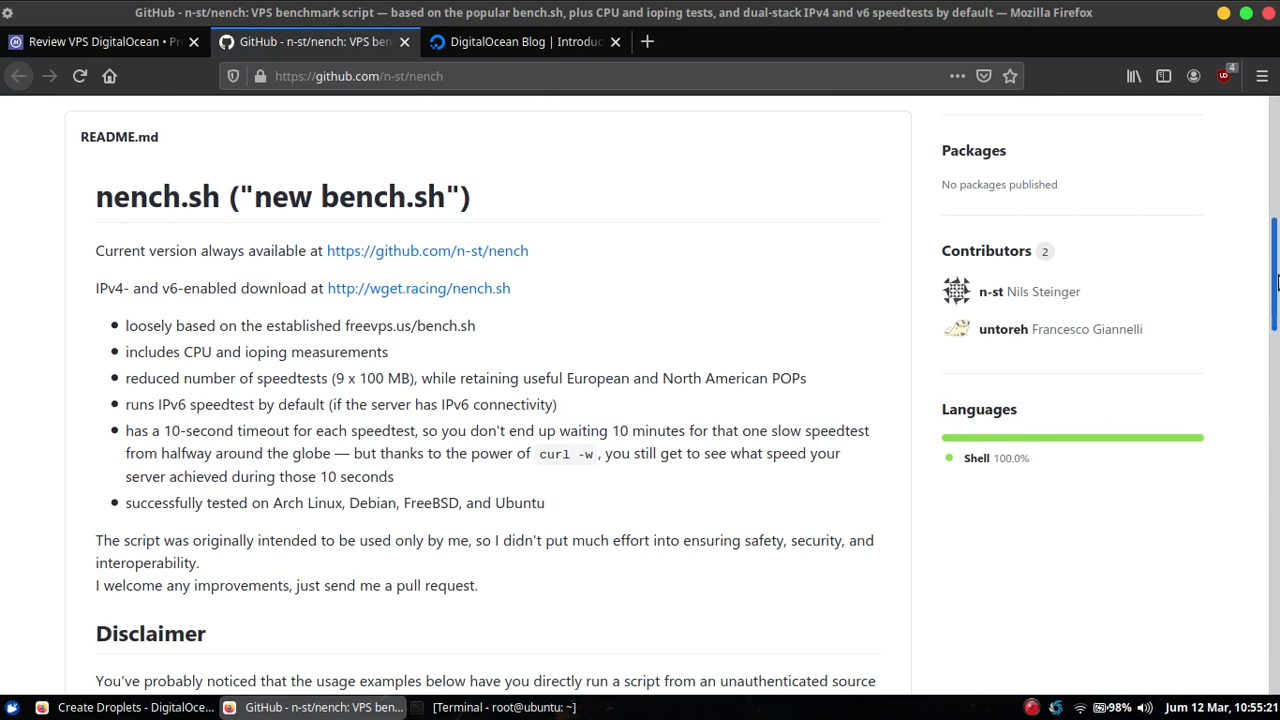 GitHub - n-st/nench: VPS benchmark script — based on the popular bench.sh, plus CPU and ioping tests, and dual-stack IPv4 and v6 speedtests by default — Mozilla Firefox
Review VPS DigitalOcean • Pr
GitHub - n-st/nench: VPS ben
DigitalOcean Blog | Introduc
https://github.com/n-st/nench
4
README.md
nench.sh ("new bench.sh")
Current version always available at https://github.com/n-st/nench
IPv4- and v6-enabled download at http://wget.racing/nench.sh
loosely based on the established freevps.us/bench.sh
includes CPU and ioping measurements
reduced number of speedtests (9 x 100 MB), while retaining useful European and North American POPs
runs IPv6 speedtest by default (if the server has IPv6 connectivity)
has a 10-second timeout for each speedtest, so you don't end up waiting 10 minutes for that one slow speedtest
from halfway around the globe — but thanks to the power of curl -w, you still get to see what speed your
server achieved during those 10 seconds
successfully tested on Arch Linux, Debian, FreeBSD, and Ubuntu
The script was originally intended to be used only by me, so I didn't put much effort into ensuring safety, security, and
interoperability.
I welcome any improvements, just send me a pull request.
Disclaimer
You've probably noticed that the usage examples below have you directly run a script from an unauthenticated source
Packages
No packages published
Contributors 2
n-st Nils Steinger
untoreh Francesco Giannelli
Languages
Shell 100.0%
Create Droplets - DigitalOce...
GitHub - n-st/nench: VPS ben...
[Terminal - root@ubuntu: ~]
98%
Jum 12 Mar, 10:55:21